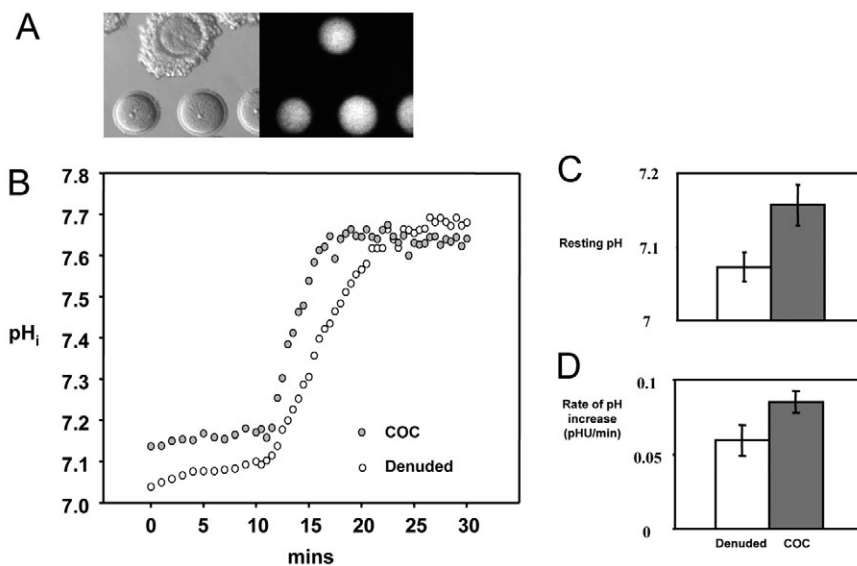 A
B
7.8
7.7
7.6
7.5
7.4
7.3
7.2
7.1
7.0
pHi
COC
Denuded
0 5 10 15 20 25 30
mins
C
7.2
7.1
7
Resting pH
D
0.1
0.05
0
Rate of pH
increase
(pHU/min)
Denuded COC